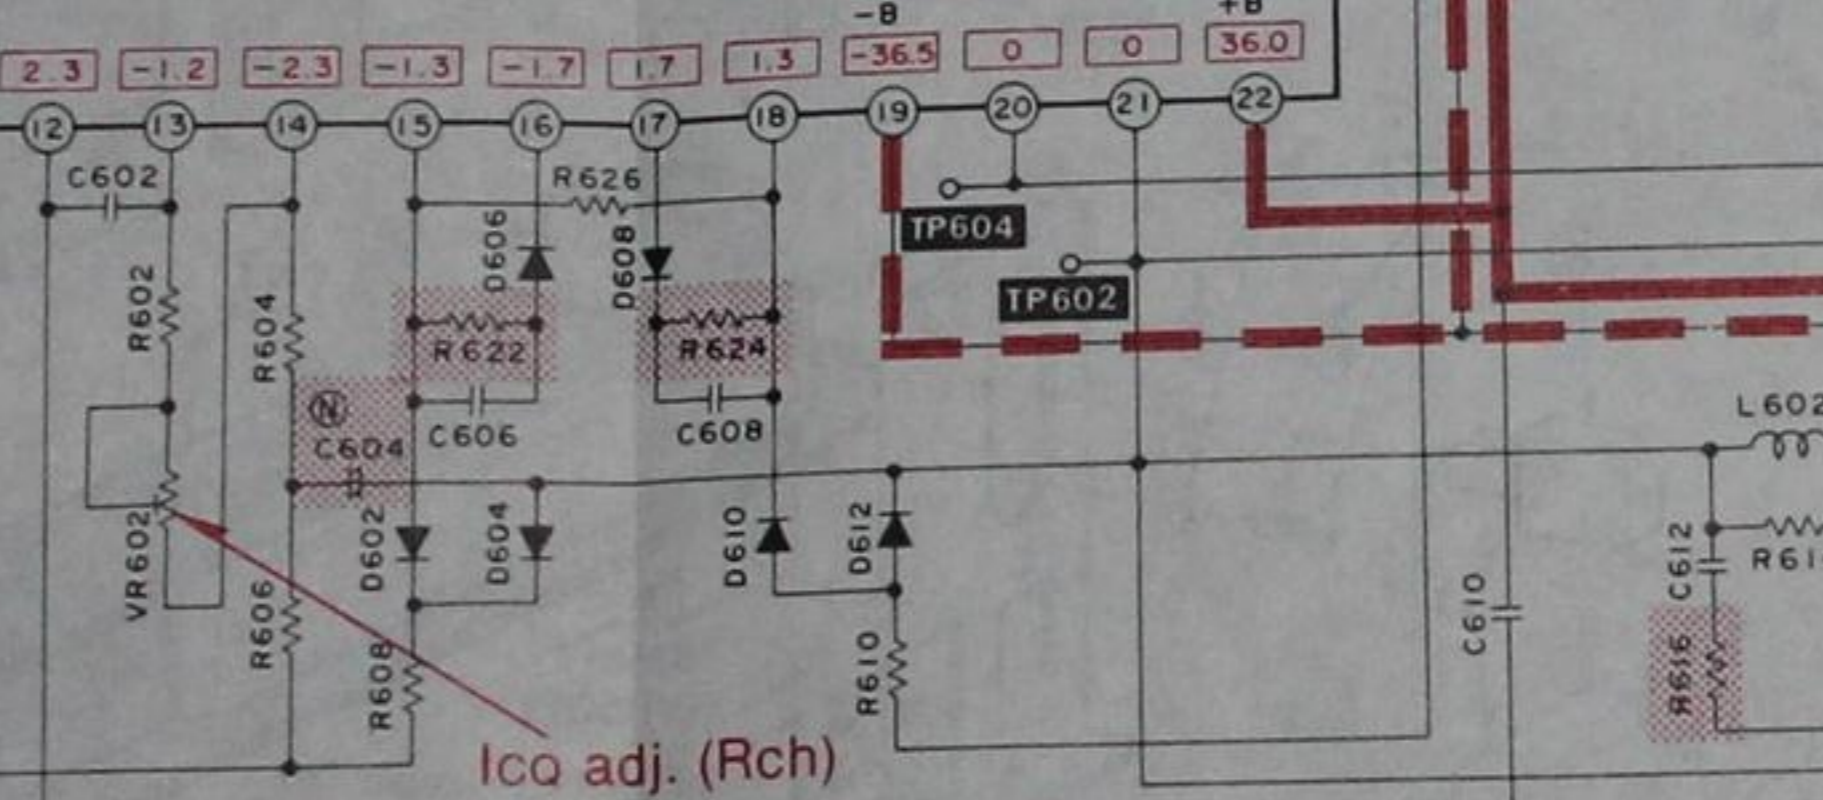 -B +B
2.3 -1.2 -2.3 -1.3 -1.7 1.7 1.3 -36.5 0 0 36.0
12 13 14 15 16 17 18 19 20 21 22
C602 R626
D606 D608 TP604
R602 R604 TP602
R622 R624
N L602
C604 C606 C608
VR602 D602 D604 D610 D612 C612 R61
R606 R608 R610 C610 R616
Ica adj. (Rch)